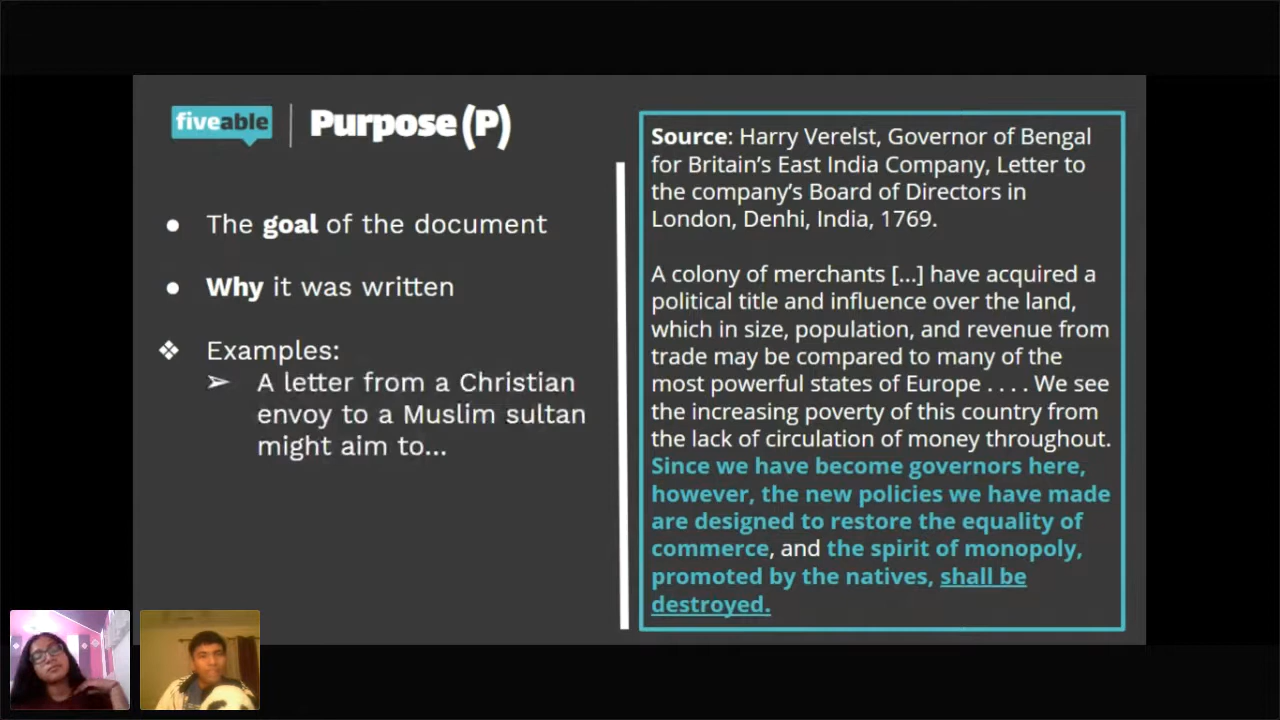 fiveable
Purpose (P)
● The goal of the document
● Why it was written
❖ Examples:
➢ A letter from a Christian
envoy to a Muslim sultan
might aim to...
Source: Harry Verelst, Governor of Bengal
for Britain's East India Company, Letter to
the company's Board of Directors in
London, Denhi, India, 1769.
A colony of merchants [...] have acquired a
political title and influence over the land,
which in size, population, and revenue from
trade may be compared to many of the
most powerful states of Europe . . . . We see
the increasing poverty of this country from
the lack of circulation of money throughout.
Since we have become governors here,
however, the new policies we have made
are designed to restore the equality of
commerce, and the spirit of monopoly,
promoted by the natives, shall be
destroyed.